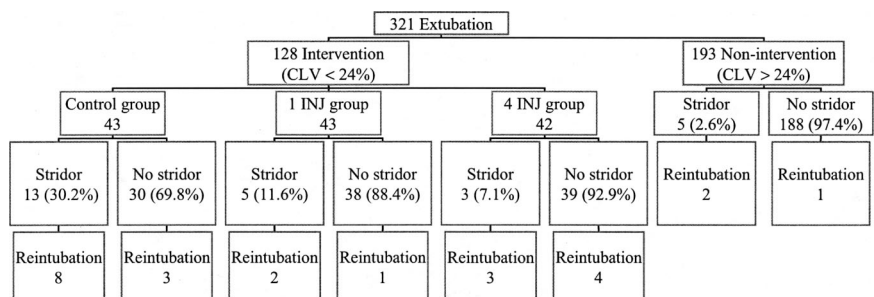 321 Extubation
128 Intervention
(CLV < 24%)
193 Non-intervention
(CLV > 24%)
Control group
43
1 INJ group
43
4 INJ group
42
Stridor
5 (2.6%)
No stridor
188 (97.4%)
Stridor
13 (30.2%)
No stridor
30 (69.8%)
Stridor
5 (11.6%)
No stridor
38 (88.4%)
Stridor
3 (7.1%)
No stridor
39 (92.9%)
Reintubation
2
Reintubation
1
Reintubation
8
Reintubation
3
Reintubation
2
Reintubation
1
Reintubation
3
Reintubation
4